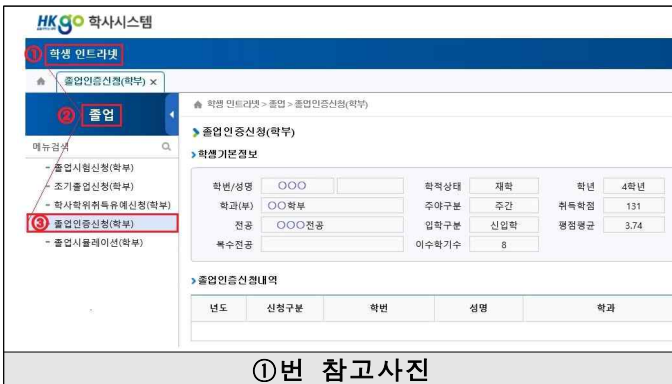 HKgo 학사시스템
① 학생 인트라넷
졸업인증신청(학부) ×
② 졸업
학생 인트라넷 > 졸업 > 졸업인증신청(학부)
졸업인증신청(학부)
메뉴검색
학생기본정보
- 졸업시험신청(학부)
- 조기졸업신청(학부)
- 학사학위취득유예신청(학부)
③ - 졸업인증신청(학부)
- 졸업시뮬레이션(학부)
학번/성명 OOO 학적상태 재학 학년 4학년
학과(부) OO학부 주야구분 주간 취득학점 131
전공 OOO전공 입학구분 신입학 평점평균 3.74
복수전공 이수학기수 8
졸업인증신청내역
년도 신청구분 학번 성명 학과
①번 참고사진